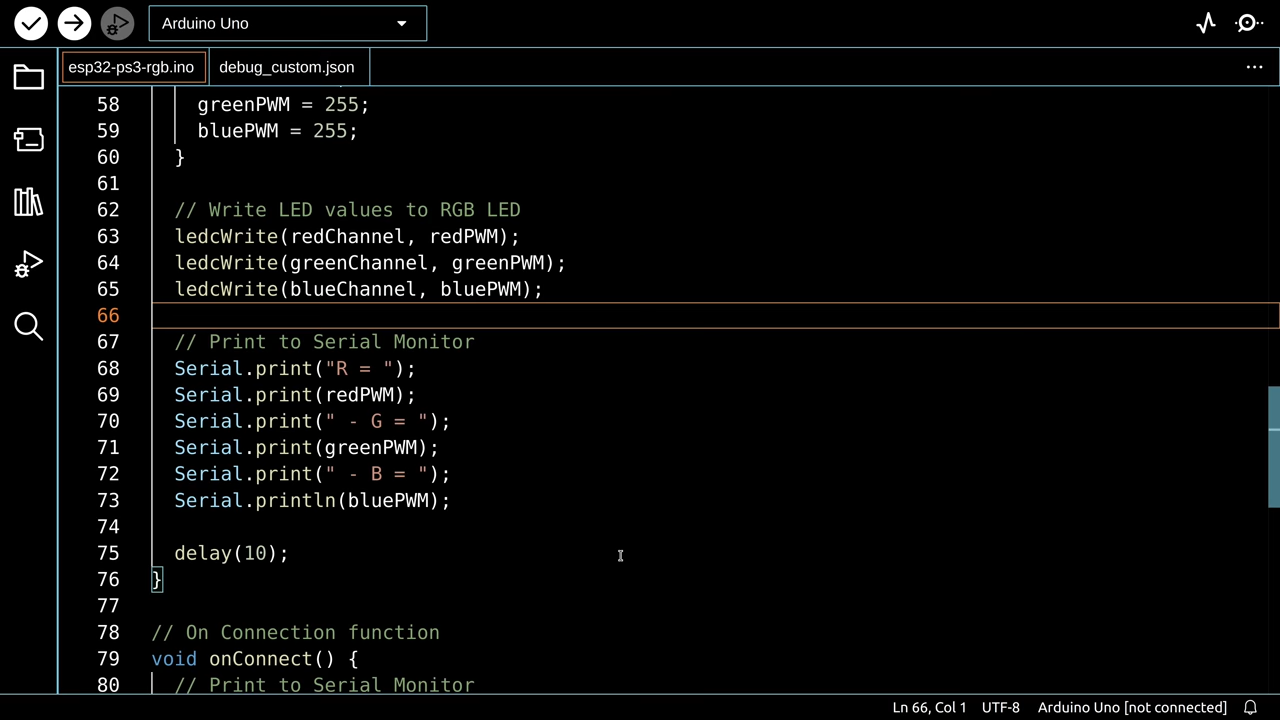 Arduino Uno
esp32-ps3-rgb.ino
debug_custom.json
58 greenPWM = 255;
59 bluePWM = 255;
60 }
61
62 // Write LED values to RGB LED
63 ledcWrite(redChannel, redPWM);
64 ledcWrite(greenChannel, greenPWM);
65 ledcWrite(blueChannel, bluePWM);
66
67 // Print to Serial Monitor
68 Serial.print("R = ");
69 Serial.print(redPWM);
70 Serial.print(" - G = ");
71 Serial.print(greenPWM);
72 Serial.print(" - B = ");
73 Serial.println(bluePWM);
74
75 delay(10);
76 }
77
78 // On Connection function
79 void onConnect() {
80 // Print to Serial Monitor
Ln 66, Col 1 UTF-8 Arduino Uno [not connected]